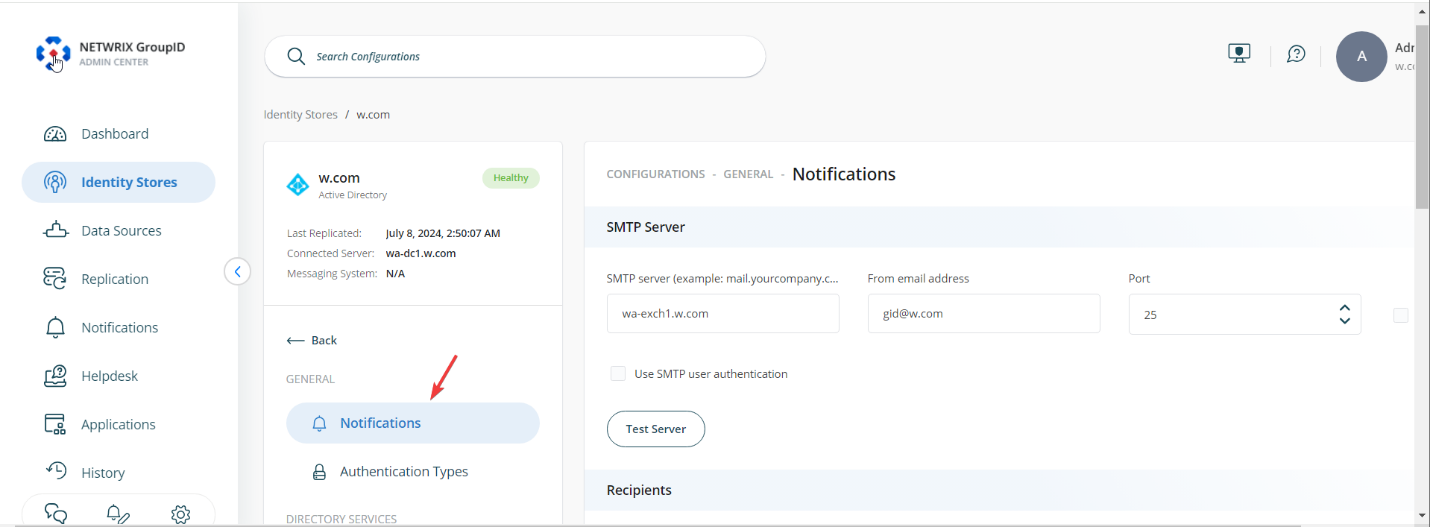 NETWRIX GroupID
ADMIN CENTER
Dashboard
Identity Stores
Data Sources
Replication
Notifications
Helpdesk
Applications
History
Search Configurations
A
Identity Stores / w.com
w.com
Active Directory
Healthy
Last Replicated: July 8, 2024, 2:50:07 AM
Connected Server: wa-dc1.w.com
Messaging System: N/A
Back
GENERAL
Notifications
Authentication Types
DIRECTORY SERVICES
CONFIGURATIONS - GENERAL - Notifications
SMTP Server
SMTP server (example: mail.yourcompany.c...
From email address
Port
wa-exch1.w.com
gid@w.com
25
Use SMTP user authentication
Test Server
Recipients